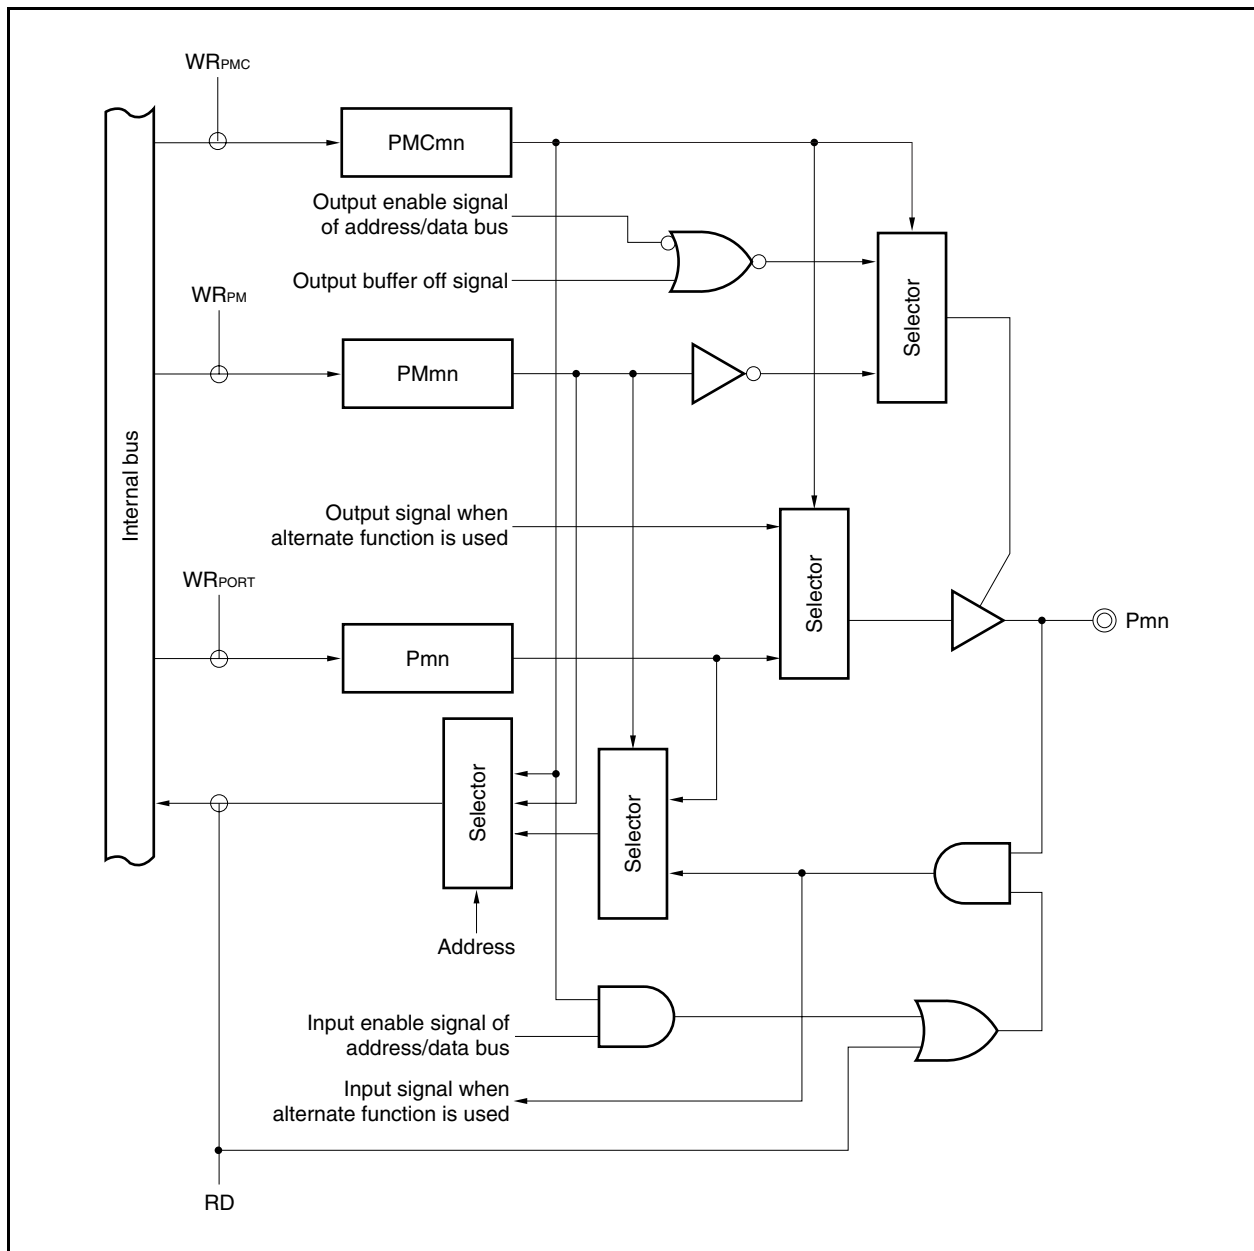 WRPMC
PMCmn
Output enable signal
of address/data bus
Output buffer off signal
Selector
WRPM
PMmn
Internal bus
Output signal when
alternate function is used
Selector
WRPORT
Pmn
Pmn
Selector
Selector
Address
Input enable signal of
address/data bus
Input signal when
alternate function is used
RD